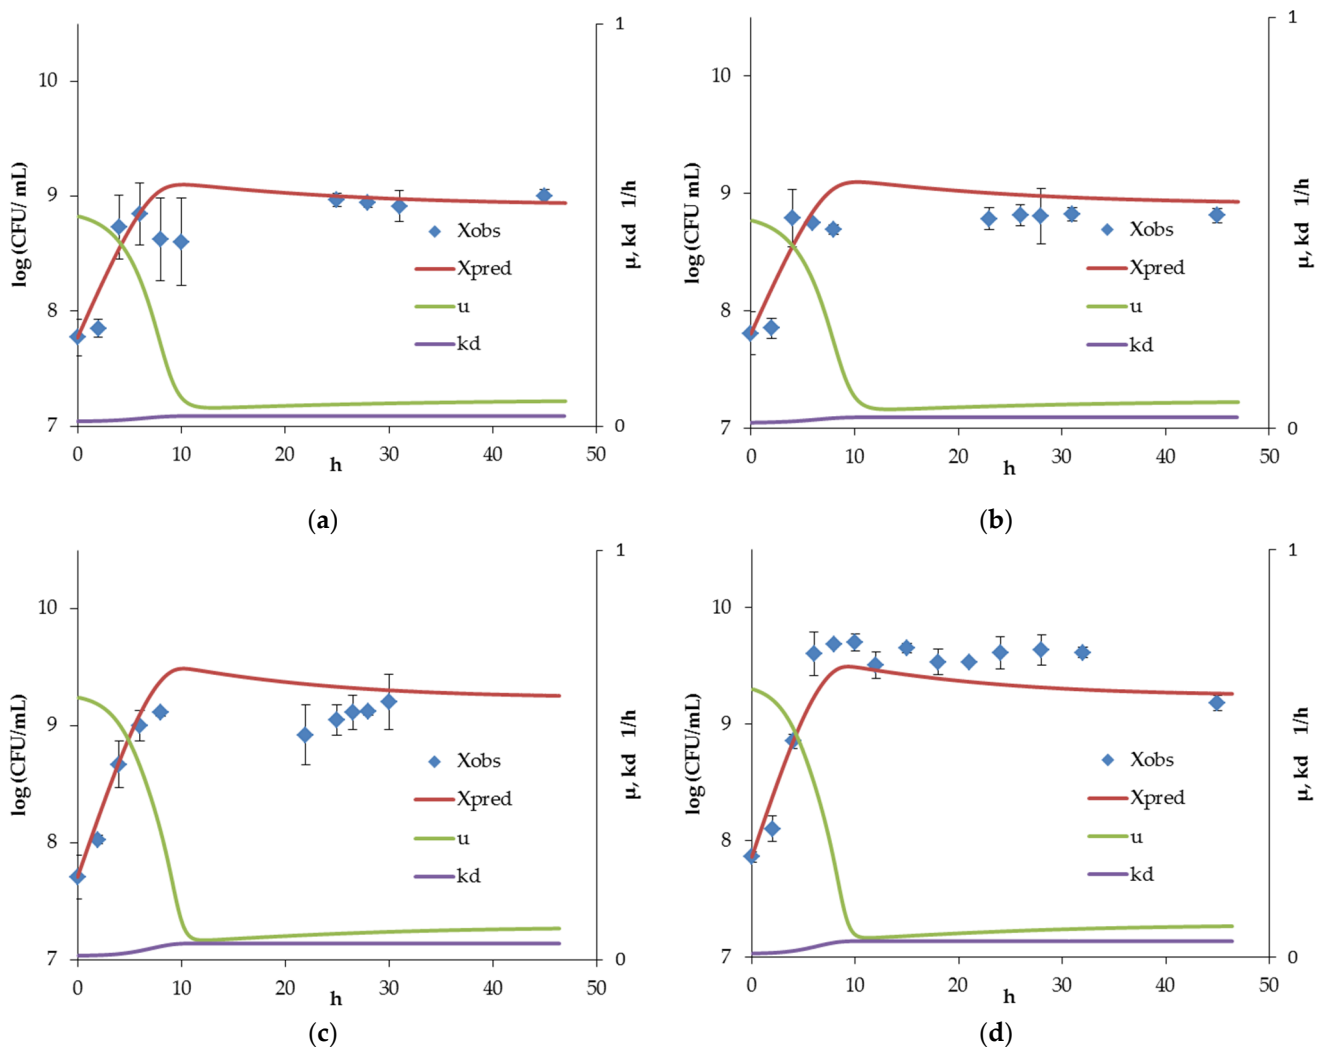 1
10
9
8
7
log (CFU/ mL)
Xobs
Xpred
u
kd
μ, kd 1/h
0
0 10 20 30 40 50
h
(a)
1
10
9
8
7
log (CFU mL)
Xobs
Xpred
u
kd
μ, kd 1/h
0
0 10 20 30 40 50
h
(b)
1
10
9
8
7
log (CFU/mL)
Xobs
Xpred
u
kd
μ, kd 1/h
0
0 10 20 30 40 50
h
(c)
1
10
9
8
7
log (CFU/mL)
Xobs
Xpred
u
kd
μ, kd 1/h
0
0 10 20 30 40 50
h
(d)